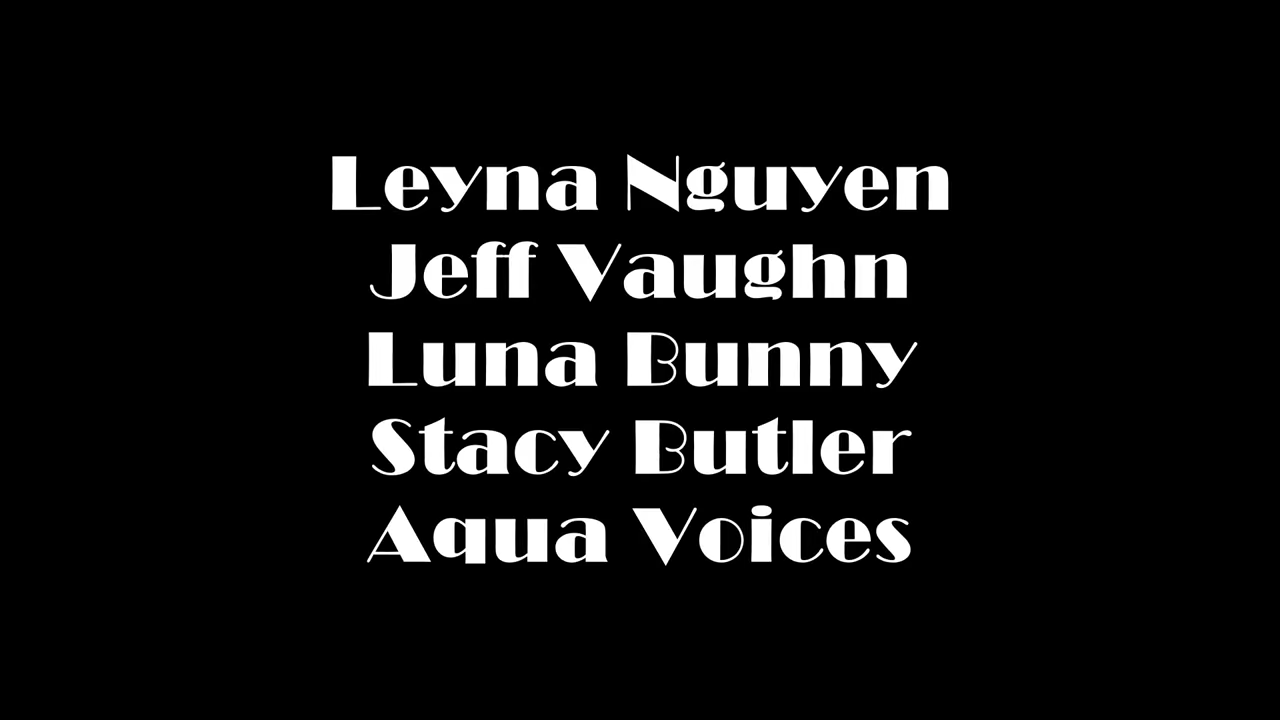 Leyna Nguyen
Jeff Vaughn
Luna Bunny
Stacy Butler
Aqua Voices